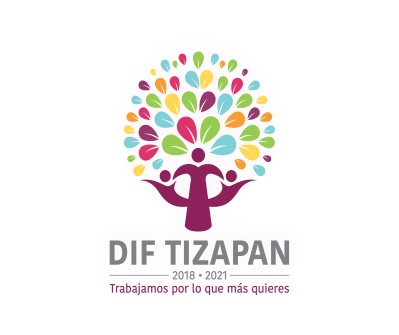 DIF TIZAPAN
2018 • 2021
Trabajamos por lo que más quieres